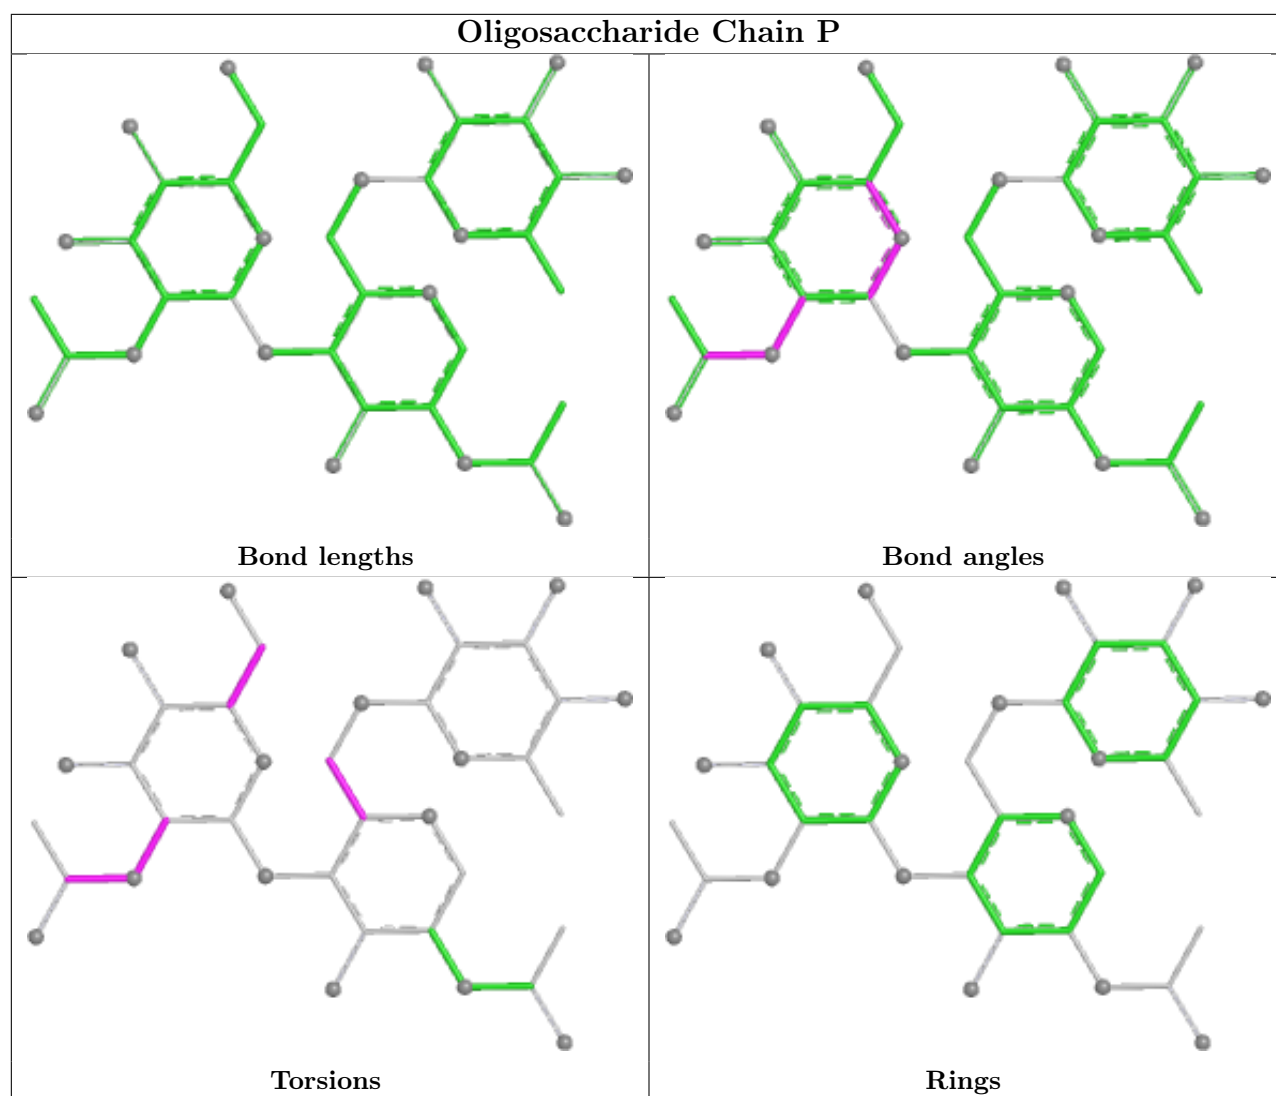 Oligosaccharide Chain P
Bond lengths
Bond angles
Torsions
Rings